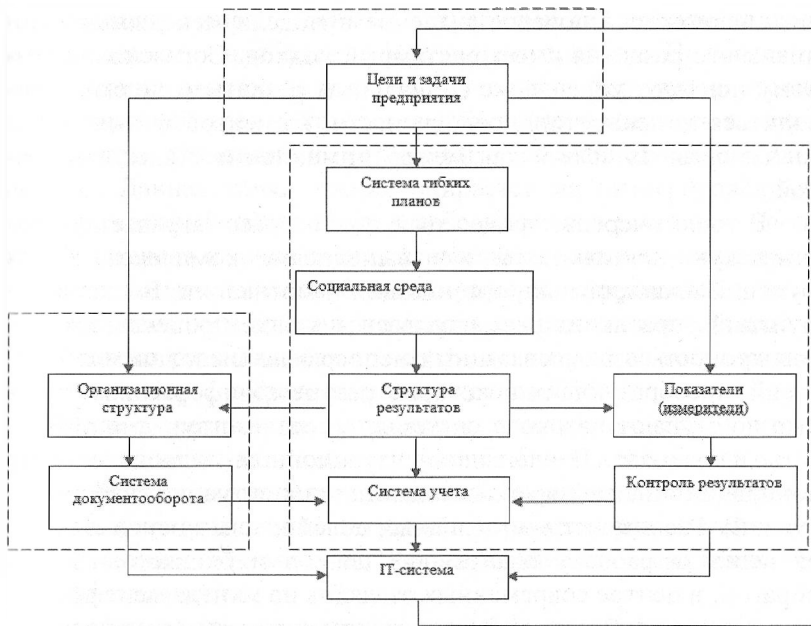 Цели и задачи
предприятия
Система гибких
планов
Социальная среда
Организационная
структура
Структура
результатов
Показатели
(измерители)
Система
документооборота
Система учета
Контроль результатов
IT-система